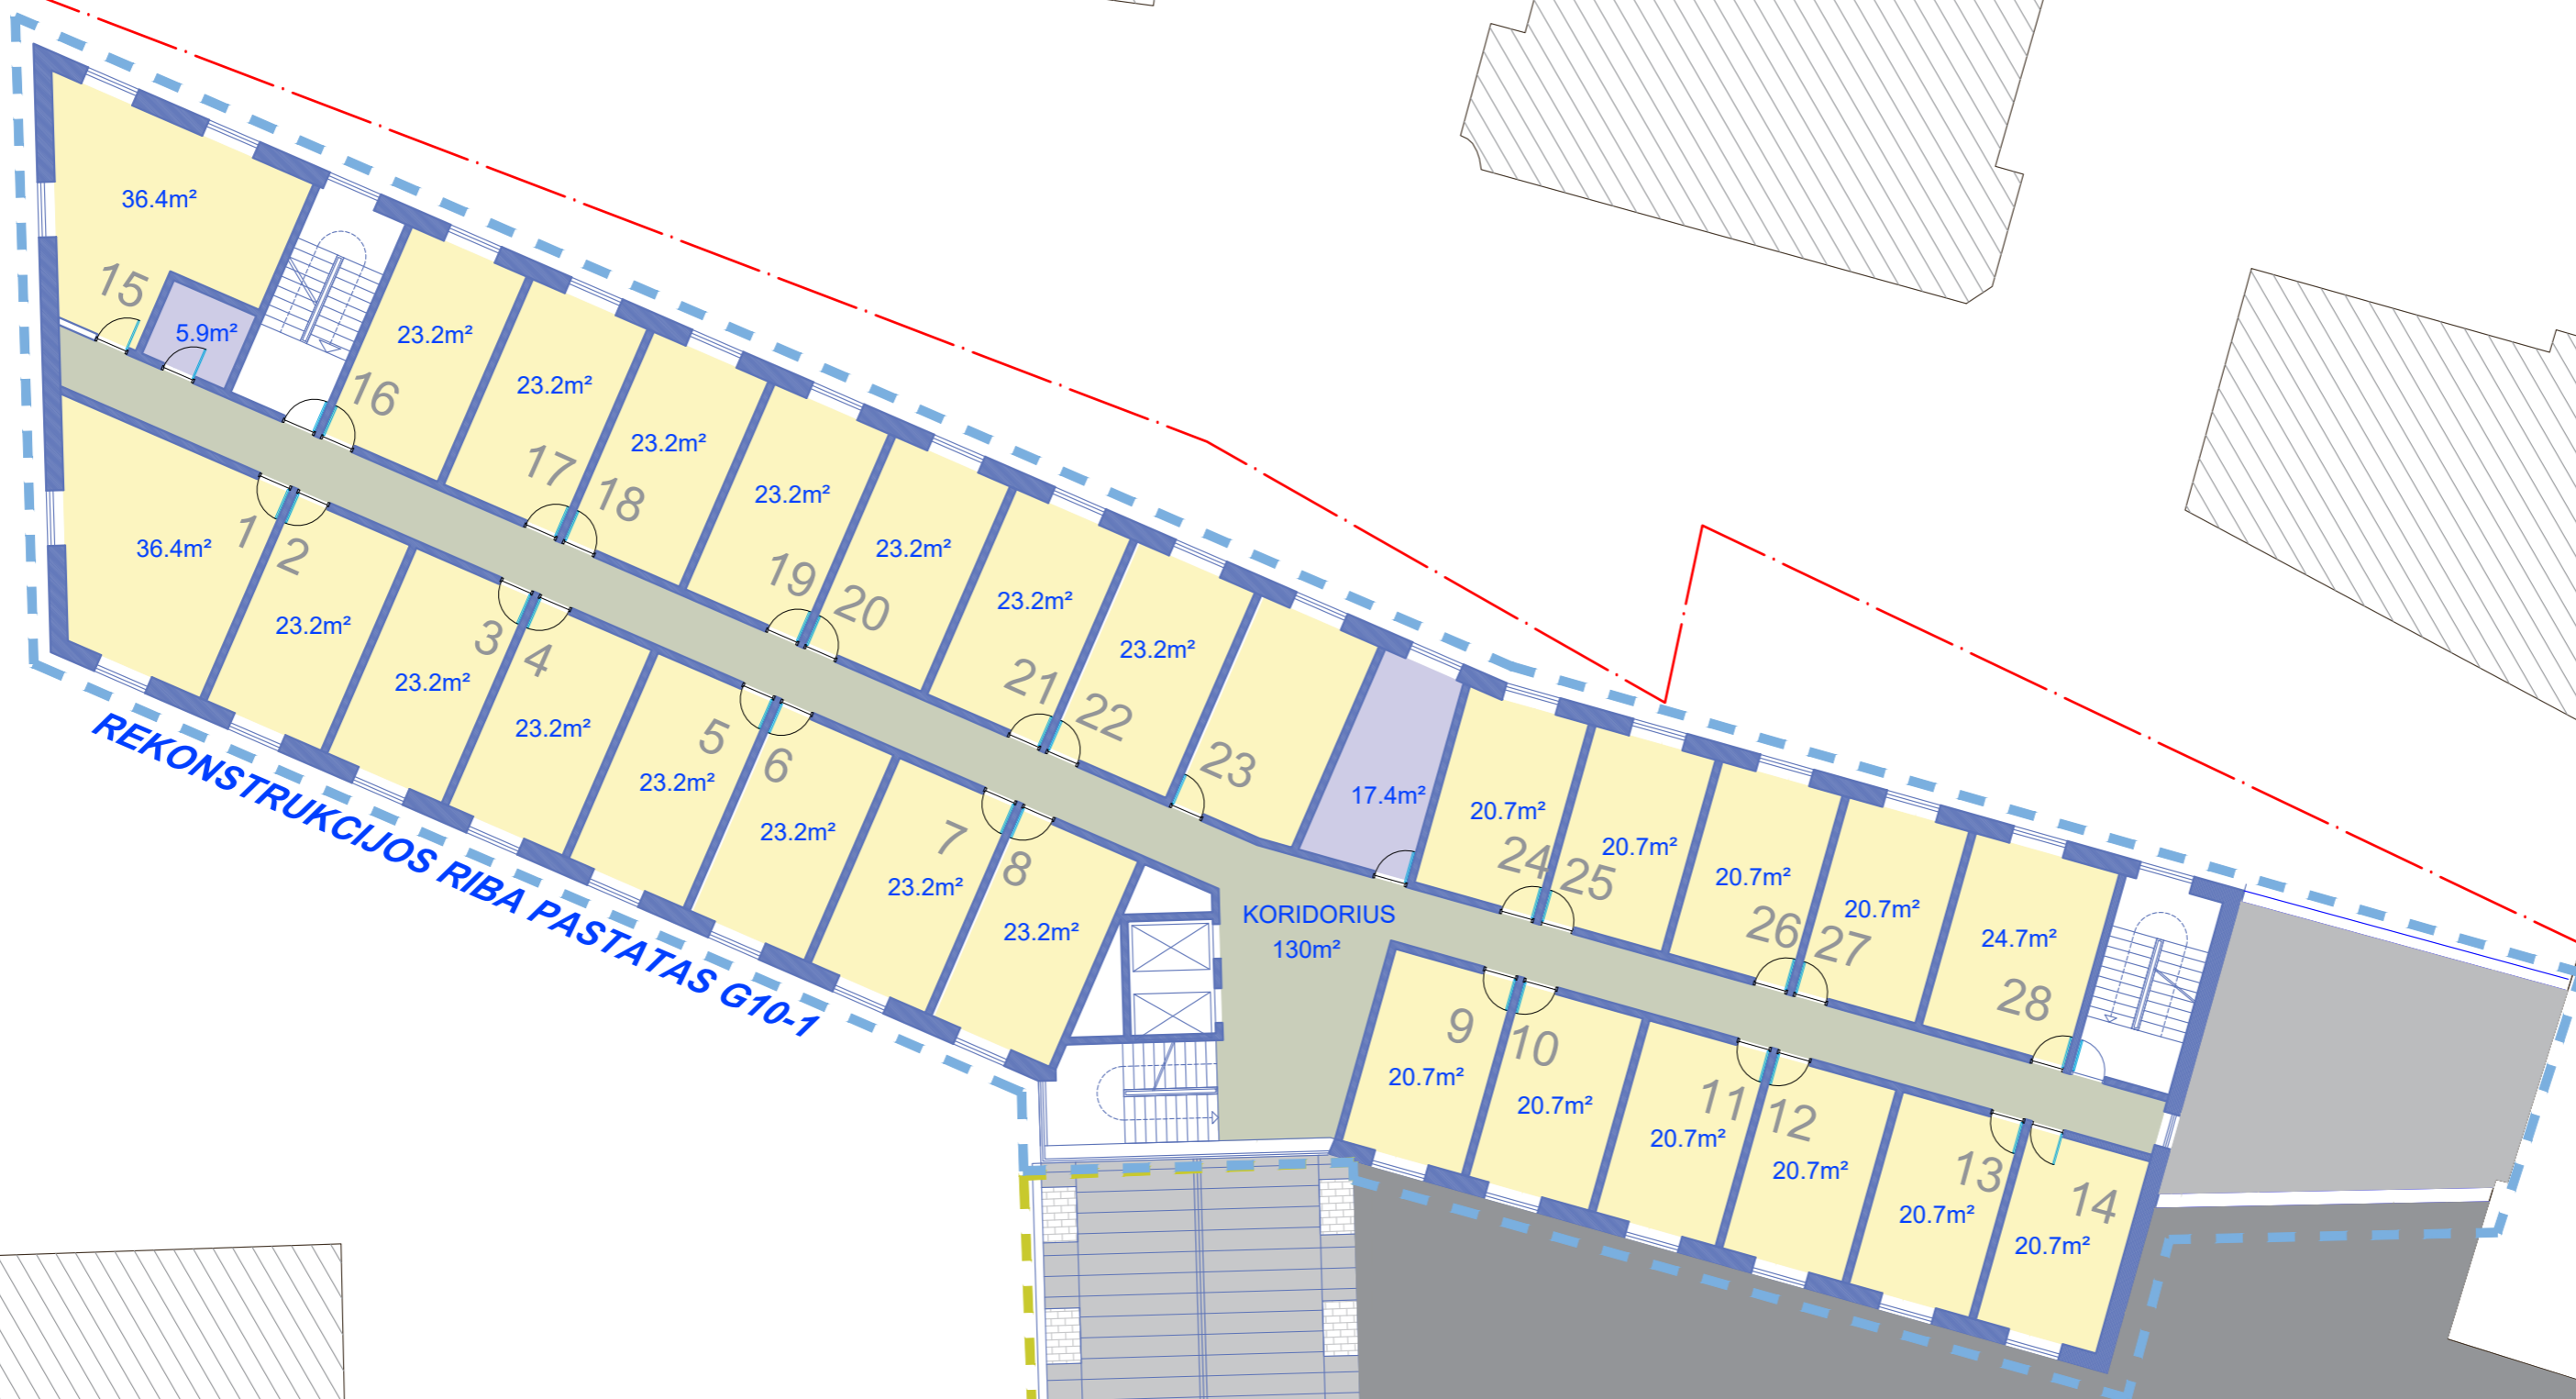 36.4m²
15
5.9m²
23.2m²
16
23.2m²
17
23.2m²
18
23.2m²
19
23.2m²
20
23.2m²
21
23.2m²
22
23
17.4m²
20.7m²
24
20.7m²
25
20.7m²
26
20.7m²
27
24.7m²
28
36.4m²
1
2
23.2m²
3
23.2m²
4
23.2m²
5
23.2m²
6
23.2m²
7
23.2m²
8
23.2m²
KORIDORIUS
130m²
9
20.7m²
10
20.7m²
11
20.7m²
12
20.7m²
13
20.7m²
14
20.7m²
REKONSTRUKCIJOS RIBA PASTATAS G10-1